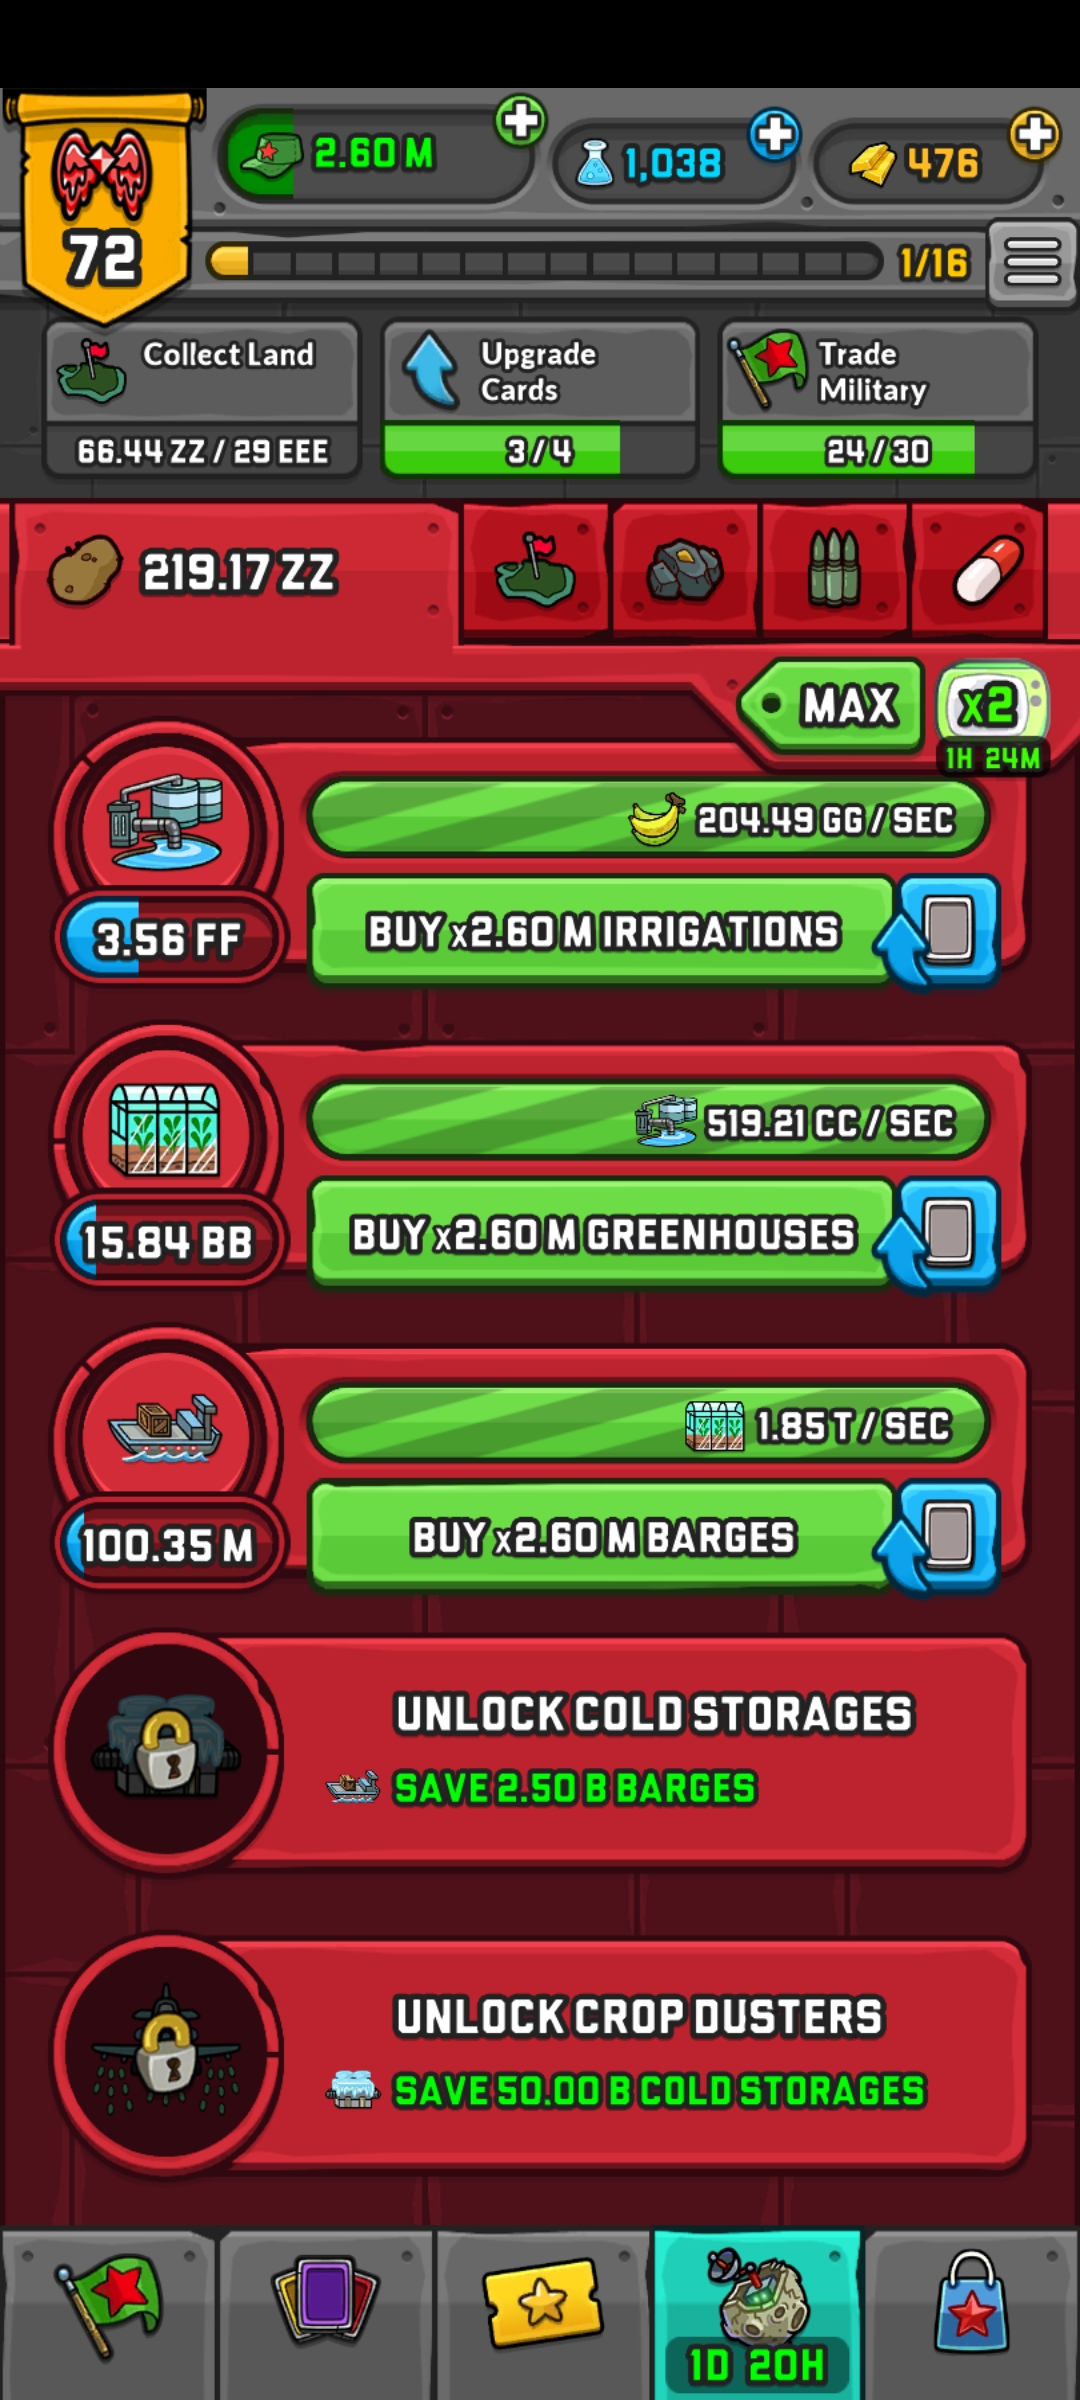 2.60 M
1,038
476
72
1/16
Collect Land
66.44 ZZ / 29 EEE
Upgrade
Cards
3/4
Trade
Military
24/30
219.17 ZZ
MAX
x2
1H 24M
204.49 GG / SEC
3.56 FF
BUY x2.60 M IRRIGATIONS
519.21 CC / SEC
15.84 BB
BUY x2.60 M GREENHOUSES
1.85 T / SEC
100.35 M
BUY x2.60 M BARGES
UNLOCK COLD STORAGES
SAVE 2.50 B BARGES
UNLOCK CROP DUSTERS
SAVE 50.00 B COLD STORAGES
1D 20H